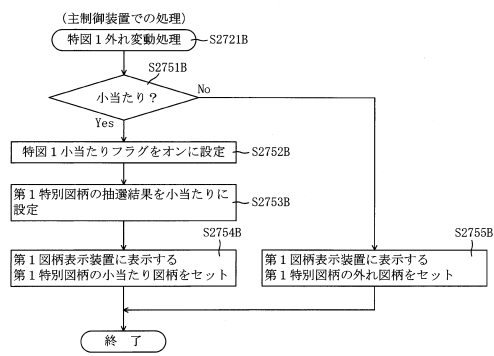 (主制御装置での処理)
特図1外れ変動処理
S2721B
S2751B
小当たり?
No
Yes
特図1小当たりフラグをオンに設定
S2752B
第1特別図柄の抽選結果を小当たりに
設定
S2753B
S2754B
第1図柄表示装置に表示する
第1特別図柄の小当たり図柄をセット
S2755B
第1図柄表示装置に表示する
第1特別図柄の外れ図柄をセット
終 了